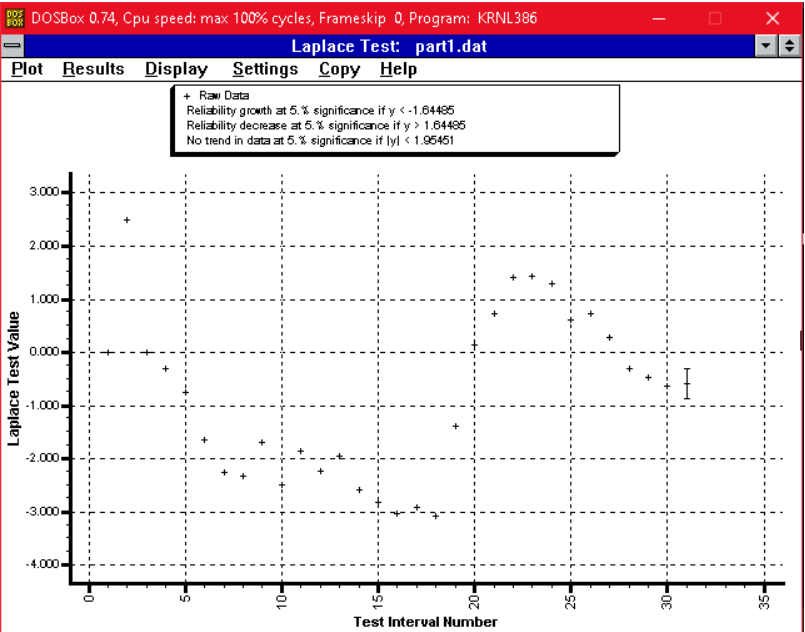 DOSBox 0.74, Cpu speed: max 100% cycles, Frameskip 0, Program: KRNL386
Laplace Test: part1.dat
Plot Results Display Settings Copy Help
+ Raw Data
Reliability growth at 5.% significance if y < -1.64485
Reliability decrease at 5.% significance if y > 1.64485
No trend in data at 5.% significance if |y| < 1.95451
3.000
2.000
1.000
0.000
-1.000
-2.000
-3.000
-4.000
Laplace Test Value
0 5 10 15 20 25 30 35
Test Interval Number